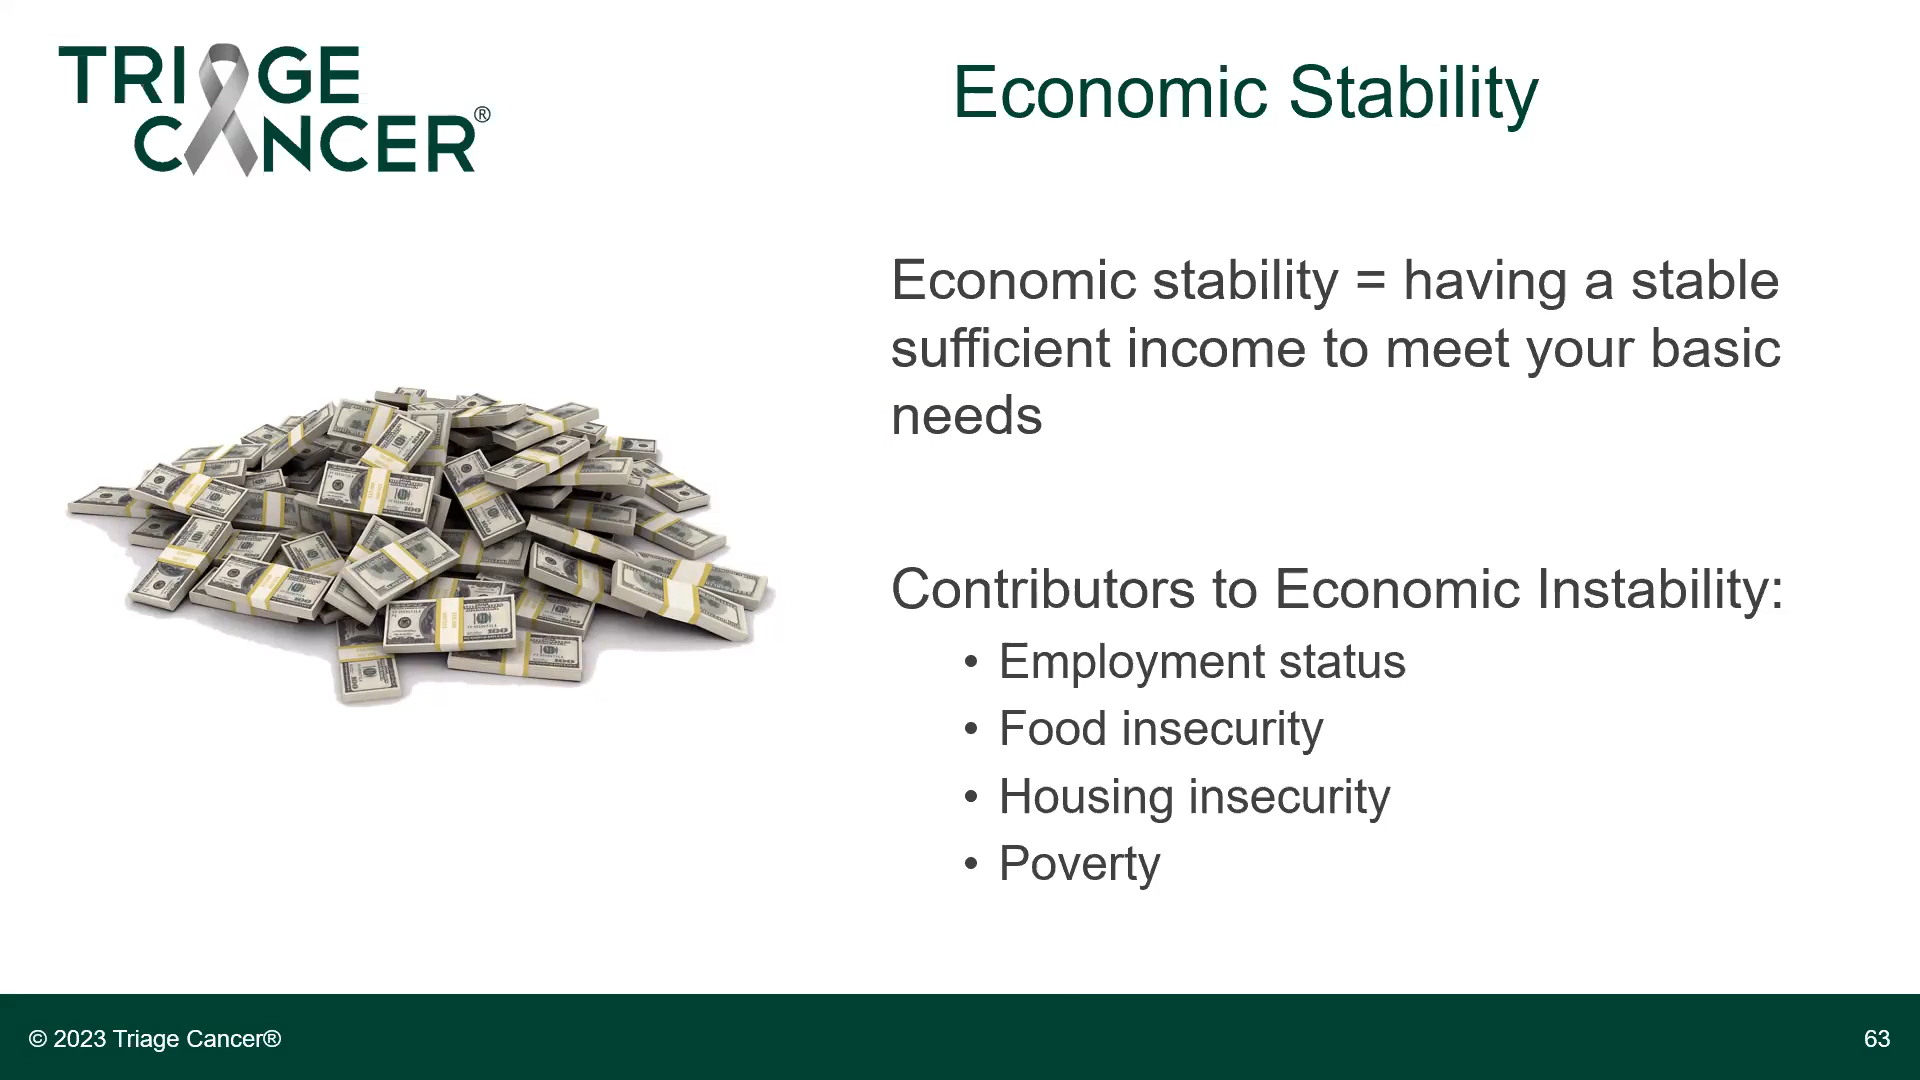 TRIAGE
CANCER®
Economic Stability
Economic stability = having a stable
sufficient income to meet your basic
needs
Contributors to Economic Instability:
• Employment status
• Food insecurity
• Housing insecurity
• Poverty
© 2023 Triage Cancer®
63